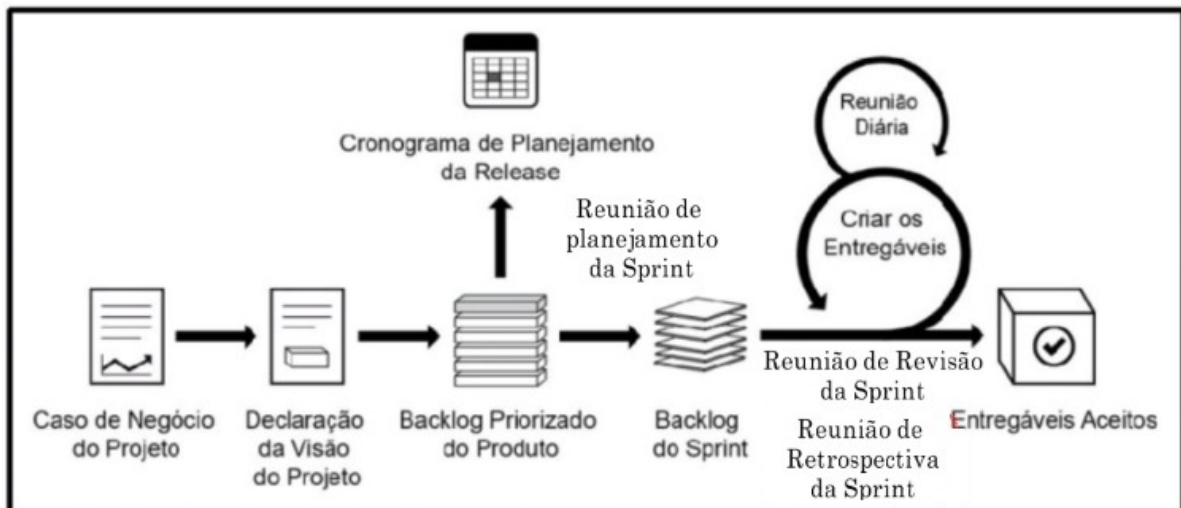 Cronograma de Planejamento
da Release
Reunião de
planejamento
da Sprint
Reunião
Diária
Criar os
Entregáveis
Caso de Negócio
do Projeto
Declaração
da Visão
do Projeto
Backlog Priorizado
do Produto
Backlog
do Sprint
Reunião de Revisão
da Sprint
Reunião de
Retrospectiva
da Sprint
Entregáveis Aceitos